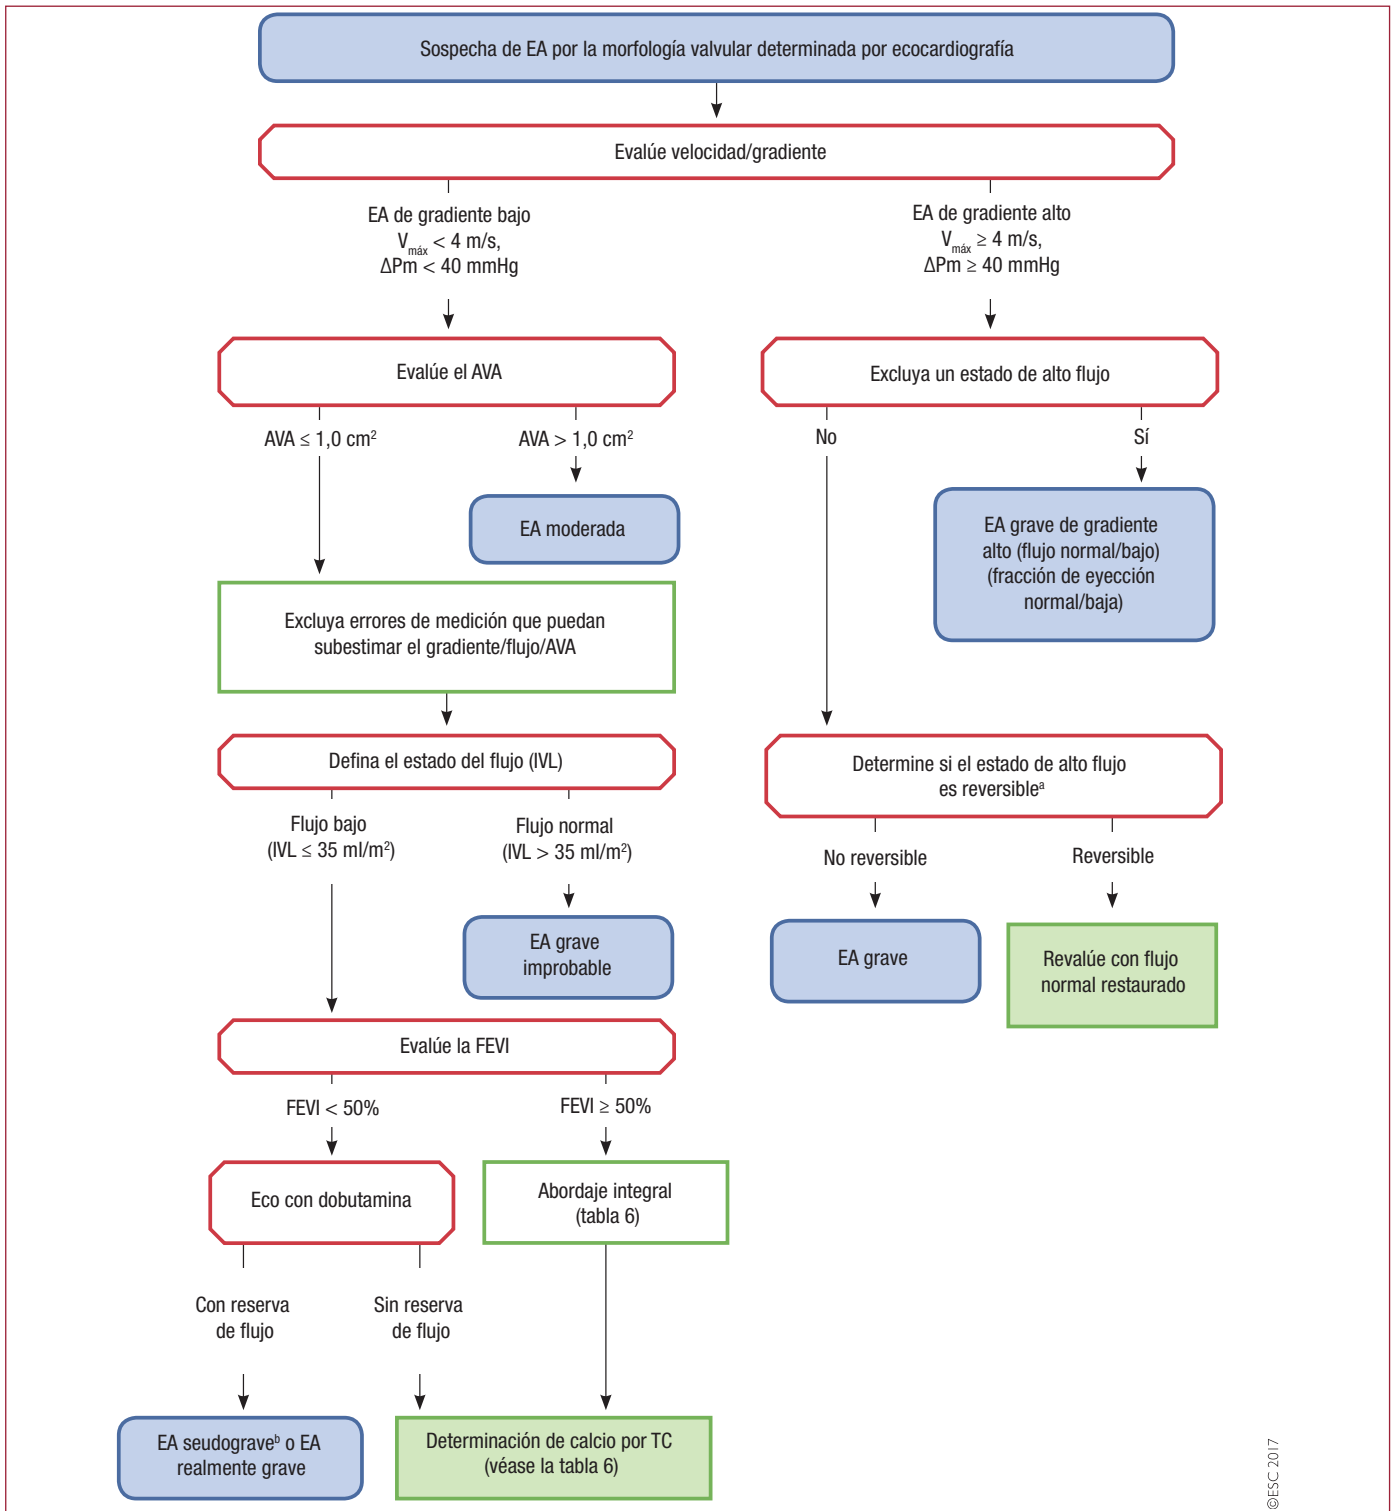 Sospecha de EA por la morfología valvular determinada por ecocardiografía
Evalúe velocidad/gradiente
EA de gradiente bajo
Vmáx < 4 m/s,
ΔPm < 40 mmHg
EA de gradiente alto
Vmáx ≥ 4 m/s,
ΔPm ≥ 40 mmHg
Evalúe el AVA
Excluya un estado de alto flujo
AVA ≤ 1,0 cm²
AVA > 1,0 cm²
No
Sí
EA moderada
EA grave de gradiente
alto (flujo normal/bajo)
(fracción de eyección
normal/baja)
Excluya errores de medición que puedan
subestimar el gradiente/flujo/AVA
Defina el estado del flujo (IVL)
Determine si el estado de alto flujo
es reversibleª
Flujo bajo
(IVL ≤ 35 ml/m²)
Flujo normal
(IVL > 35 ml/m²)
No reversible
Reversible
EA grave
improbable
EA grave
Revalúe con flujo
normal restaurado
Evalúe la FEVI
FEVI < 50%
FEVI ≥ 50%
Eco con dobutamina
Abordaje integral
(tabla 6)
Con reserva
de flujo
Sin reserva
de flujo
EA seudograveᵇ o EA
realmente grave
Determinación de calcio por TC
(véase la tabla 6)
©ESC 2017